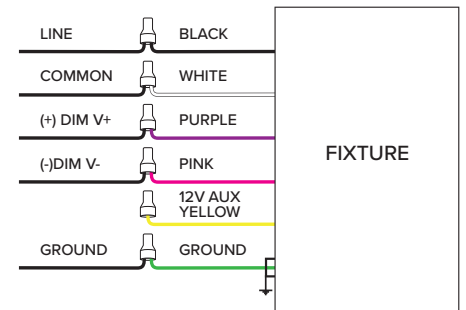 LINE BLACK
COMMON WHITE
(+) DIM V+ PURPLE
(-)DIM V- PINK
12V AUX
YELLOW
GROUND GROUND
FIXTURE